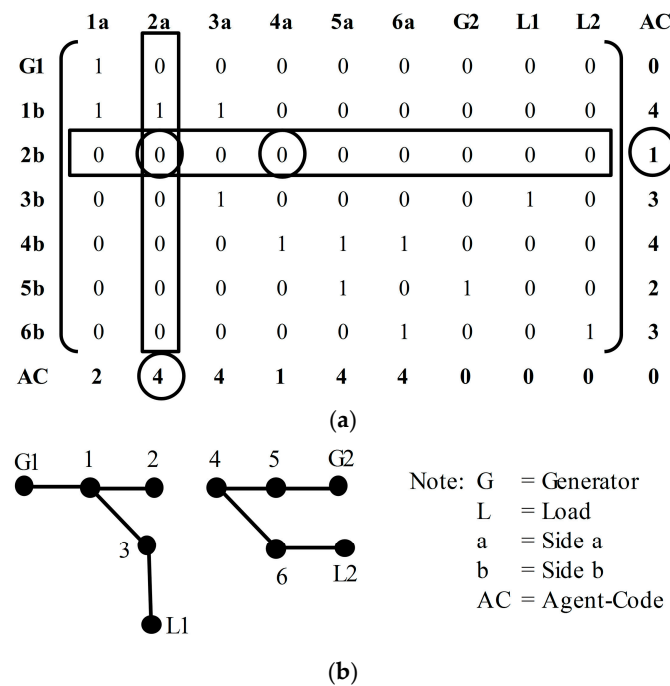 1a 2a 3a 4a 5a 6a G2 L1 L2 AC
G1 1 0 0 0 0 0 0 0 0 0
1b 1 1 1 0 0 0 0 0 0 4
2b 0 0 0 0 0 0 0 0 0 1
3b 0 0 1 0 0 0 0 1 0 3
4b 0 0 0 1 1 1 0 0 0 4
5b 0 0 0 0 1 0 1 0 0 2
6b 0 0 0 0 0 1 0 0 1 3
AC 2 4 4 1 4 4 0 0 0 0
(a)
G1 1 2 4 5 G2
3 6 L2
L1
Note: G = Generator
L = Load
a = Side a
b = Side b
AC = Agent-Code
(b)